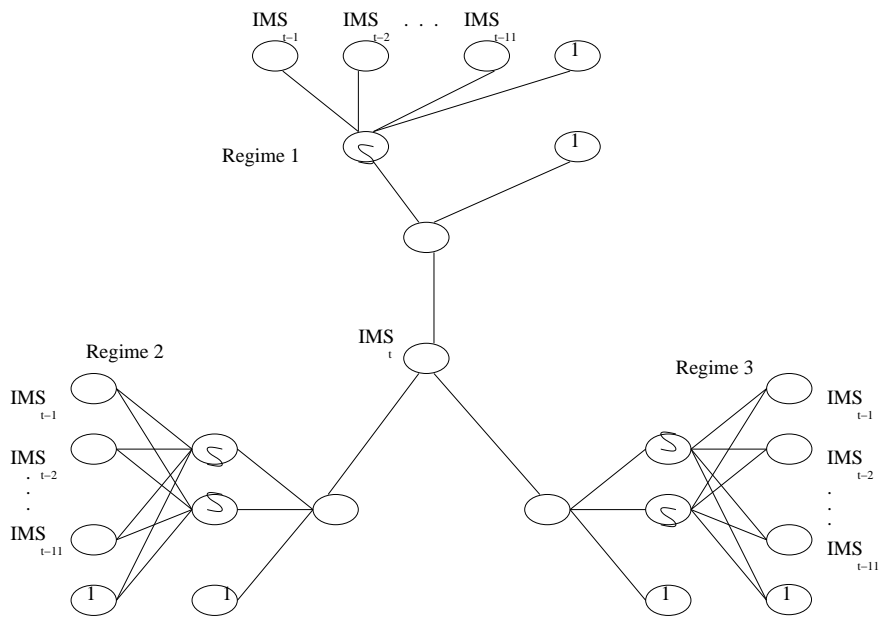 IMS t–1 IMS t–2 . . . IMS t–11 1
Regime 1 1
IMS t
Regime 2
Regime 3
IMS t–1
IMS t–2
.
.
.
IMS t–11
1 1
IMS t–1
IMS t–2
.
.
.
IMS t–11
1 1